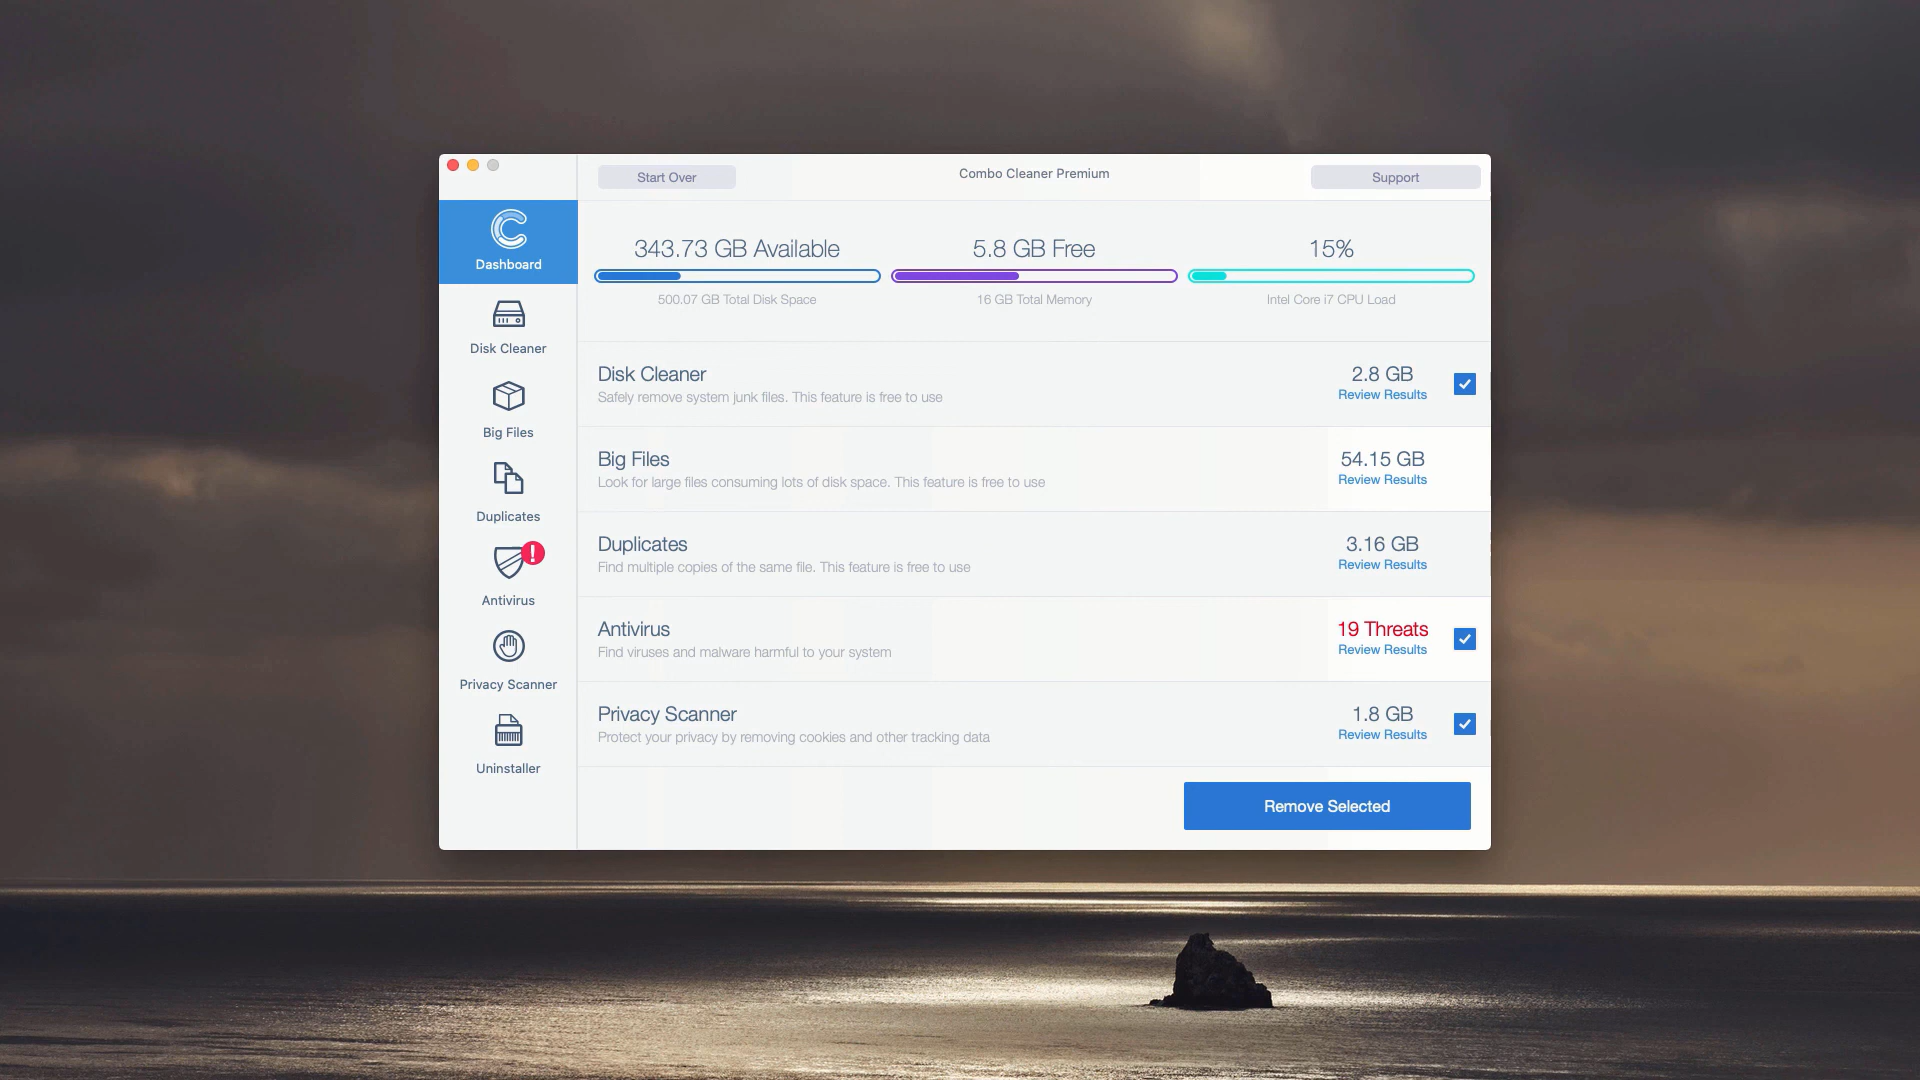 Start Over
Combo Cleaner Premium
Support
Dashboard
Disk Cleaner
Big Files
Duplicates
!
Antivirus
Privacy Scanner
Uninstaller
343.73 GB Available
500.07 GB Total Disk Space
5.8 GB Free
16 GB Total Memory
15%
Intel Core i7 CPU Load
Disk Cleaner
Safely remove system junk files. This feature is free to use
2.8 GB
Review Results
Big Files
Look for large files consuming lots of disk space. This feature is free to use
54.15 GB
Review Results
Duplicates
Find multiple copies of the same file. This feature is free to use
3.16 GB
Review Results
Antivirus
Find viruses and malware harmful to your system
19 Threats
Review Results
Privacy Scanner
Protect your privacy by removing cookies and other tracking data
1.8 GB
Review Results
Remove Selected